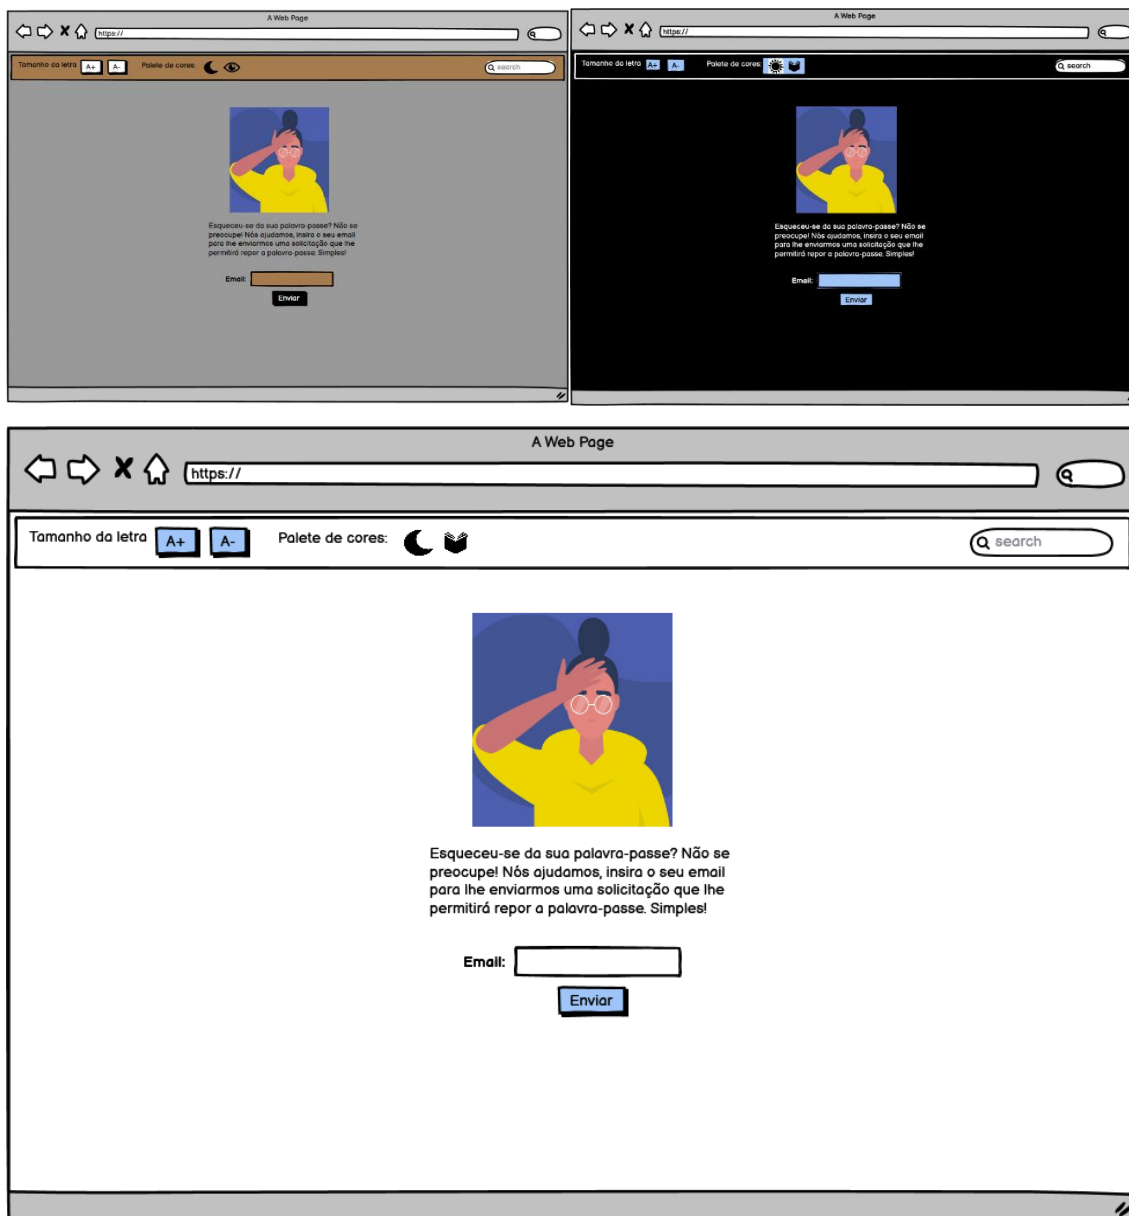 A Web Page
https://
Tamanho da letra A+ A- Palete de cores: search
Esqueceu-se da sua palavra-passe? Não se
preocupe! Nós ajudamos, insira o seu email
para lhe enviarmos uma solicitação que lhe
permitirá repor a palavra-passe. Simples!
Email:
Enviar
A Web Page
https://
Tamanho da letra A+ A- Palete de cores: search
Esqueceu-se da sua palavra-passe? Não se
preocupe! Nós ajudamos, insira o seu email
para lhe enviarmos uma solicitação que lhe
permitirá repor a palavra-passe. Simples!
Email:
Enviar
A Web Page
https://
Tamanho da letra A+ A- Palete de cores: search
Esqueceu-se da sua palavra-passe? Não se
preocupe! Nós ajudamos, insira o seu email
para lhe enviarmos uma solicitação que lhe
permitirá repor a palavra-passe. Simples!
Email:
Enviar